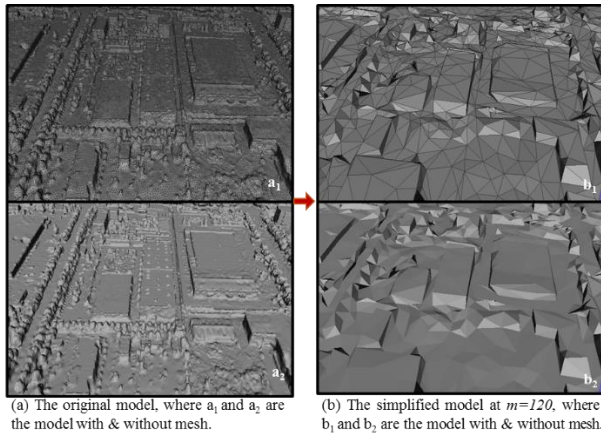 a1
b1
a2
b2
(a) The original model, where a1 and a2 are
the model with & without mesh.
(b) The simplified model at m=120, where
b1 and b2 are the model with & without mesh.